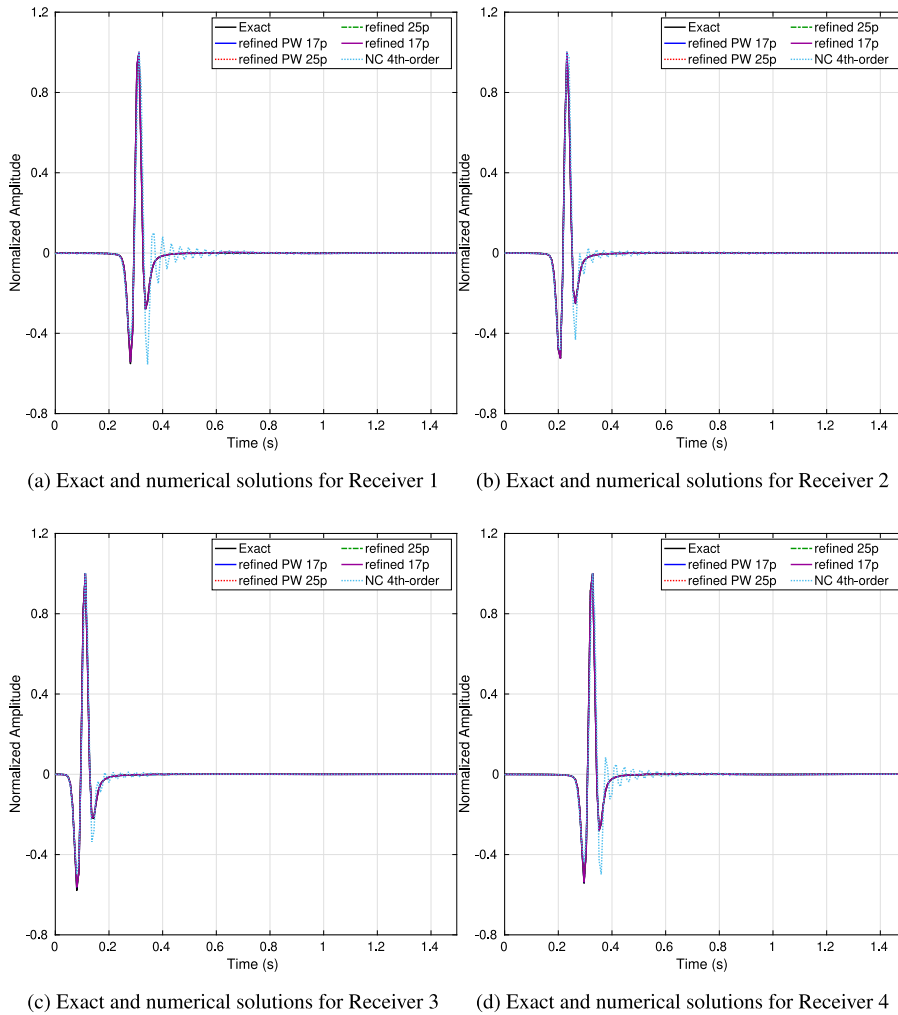 1.2
0.8
0.4
0
-0.4
-0.8
Normalized Amplitude
Exact
refined PW 17p
refined PW 25p
refined 25p
refined 17p
NC 4th-order
0 0.2 0.4 0.6 0.8 1 1.2 1.4
Time (s)
(a) Exact and numerical solutions for Receiver 1
1.2
0.8
0.4
0
-0.4
-0.8
Normalized Amplitude
Exact
refined PW 17p
refined PW 25p
refined 25p
refined 17p
NC 4th-order
0 0.2 0.4 0.6 0.8 1 1.2 1.4
Time (s)
(b) Exact and numerical solutions for Receiver 2
1.2
0.8
0.4
0
-0.4
-0.8
Normalized Amplitude
Exact
refined PW 17p
refined PW 25p
refined 25p
refined 17p
NC 4th-order
0 0.2 0.4 0.6 0.8 1 1.2 1.4
Time (s)
(c) Exact and numerical solutions for Receiver 3
1.2
0.8
0.4
0
-0.4
-0.8
Normalized Amplitude
Exact
refined PW 17p
refined PW 25p
refined 25p
refined 17p
NC 4th-order
0 0.2 0.4 0.6 0.8 1 1.2 1.4
Time (s)
(d) Exact and numerical solutions for Receiver 4